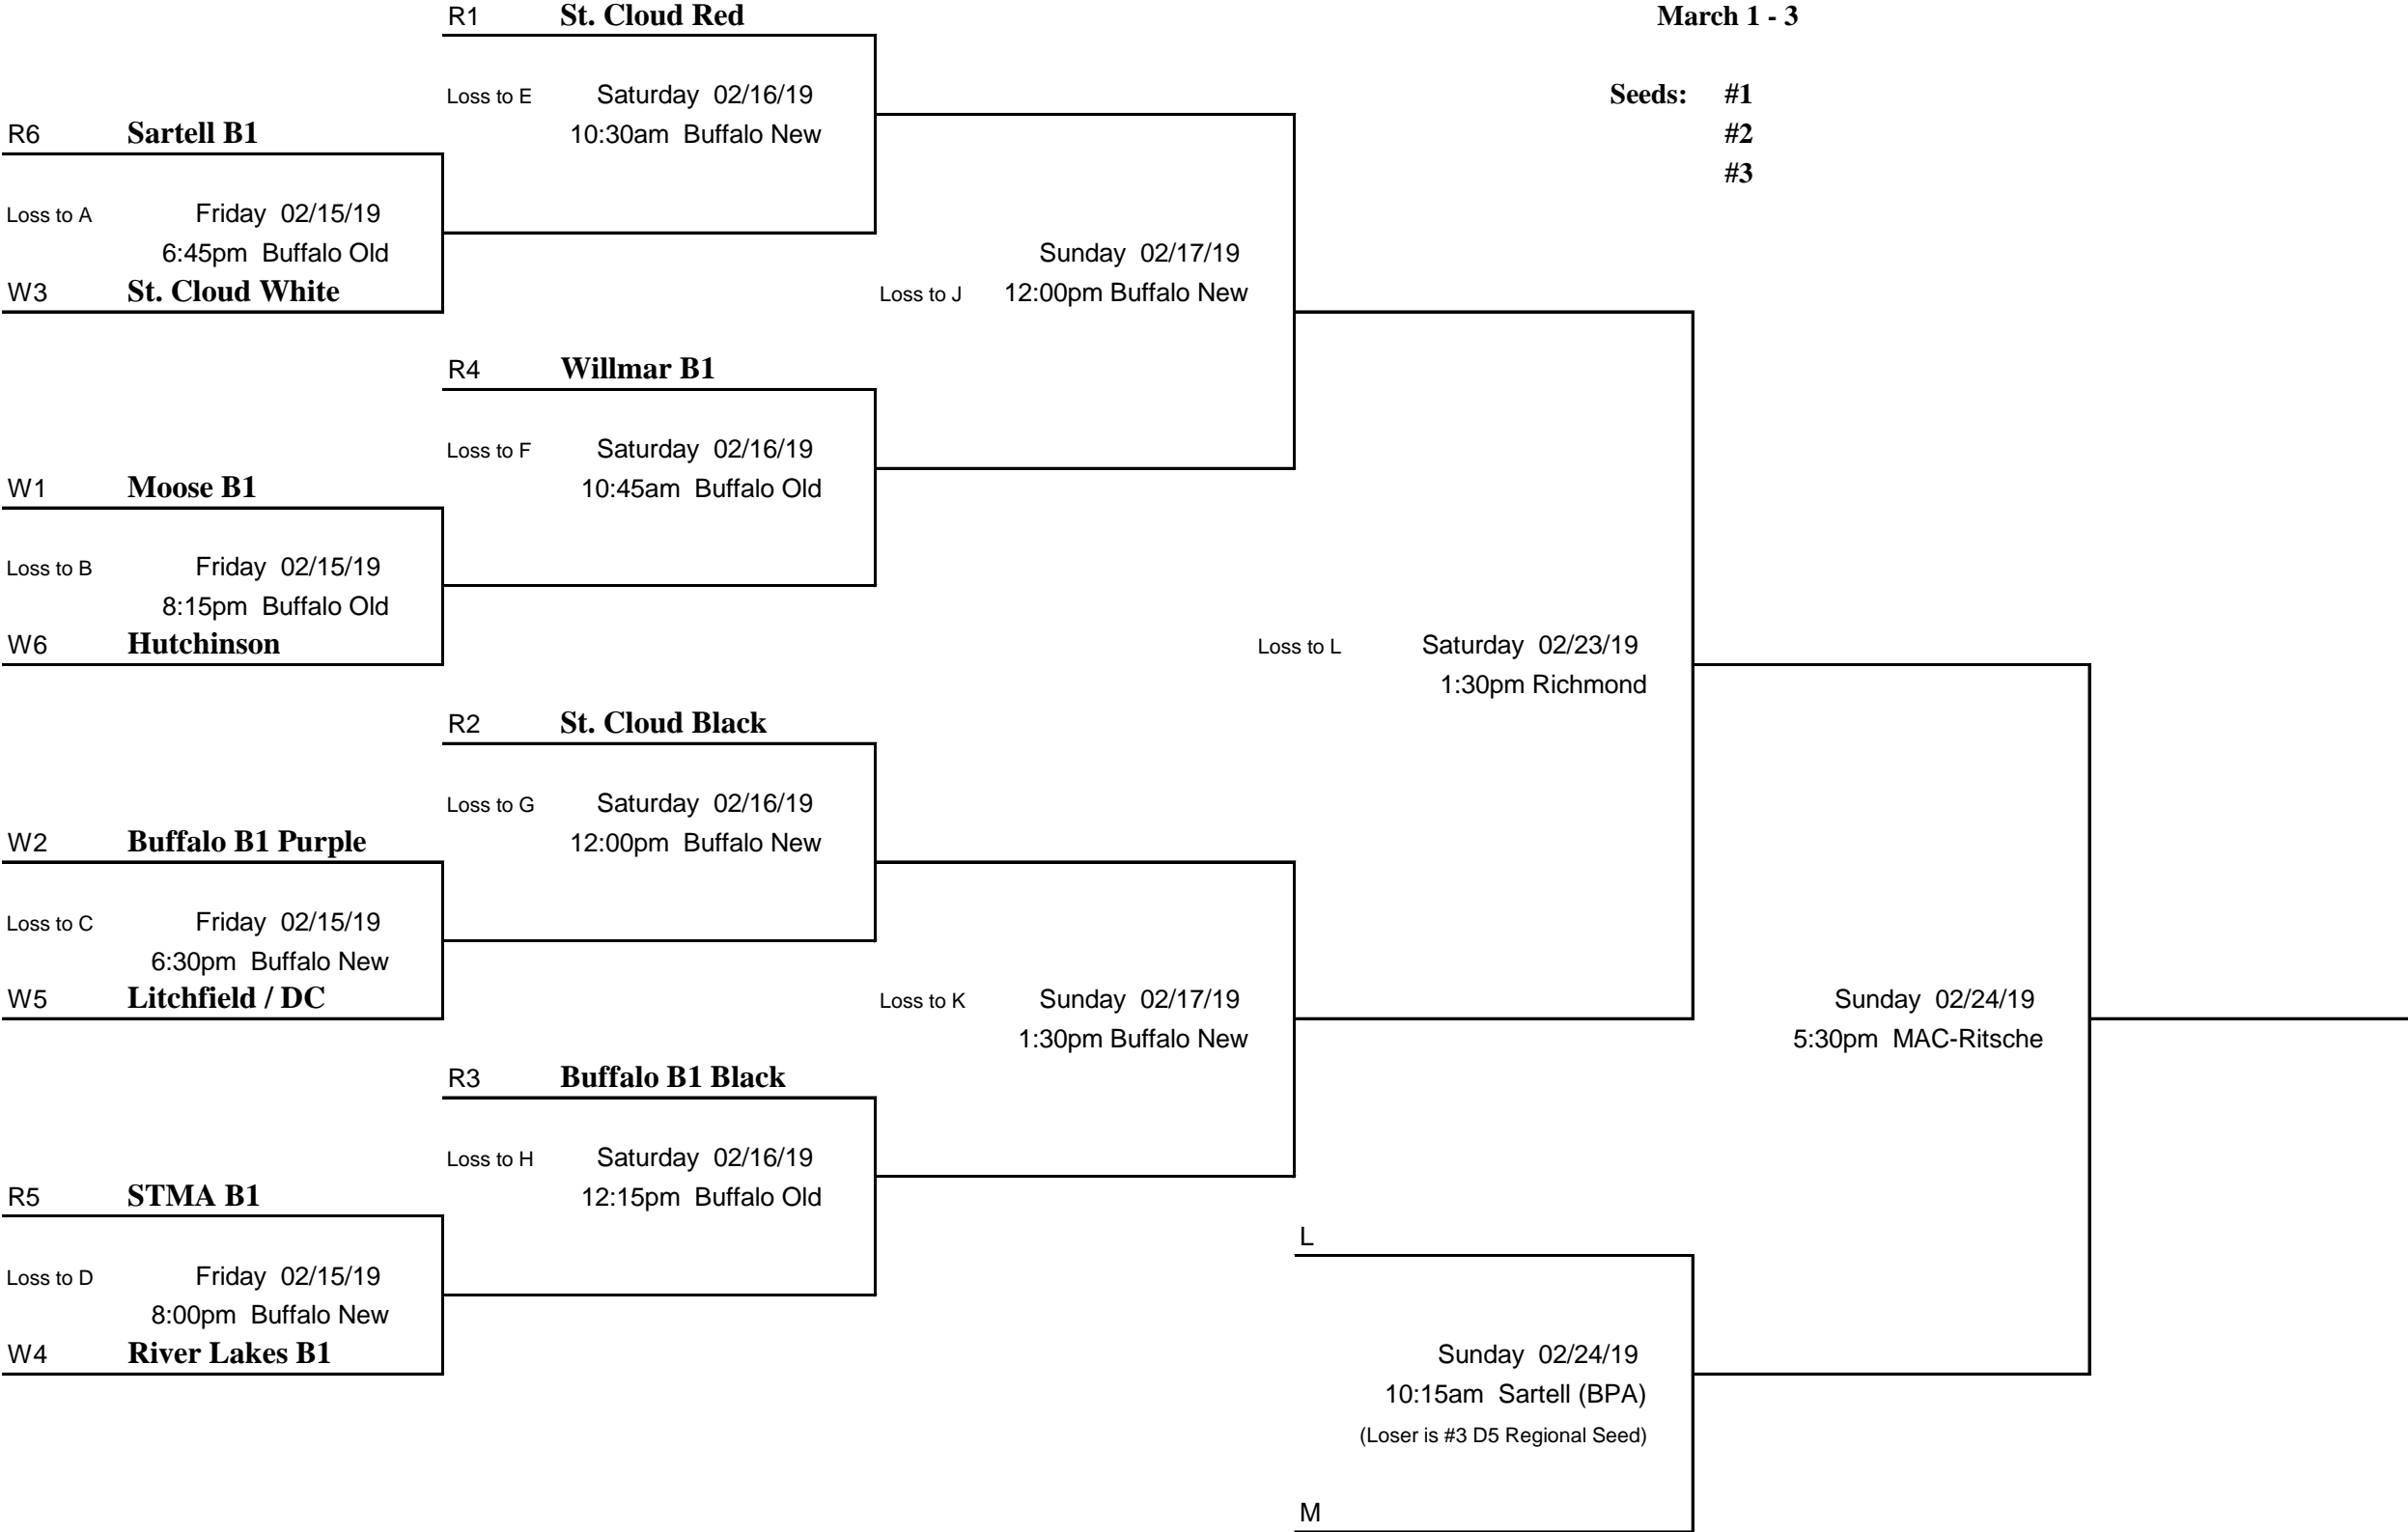 R1 St. Cloud Red
March 1 - 3
Loss to E Saturday 02/16/19
Seeds: #1
R6 Sartell B1
10:30am Buffalo New
#2
#3
Loss to A Friday 02/15/19
6:45pm Buffalo Old
Sunday 02/17/19
W3 St. Cloud White
Loss to J 12:00pm Buffalo New
R4 Willmar B1
Loss to F Saturday 02/16/19
W1 Moose B1
10:45am Buffalo Old
Loss to B Friday 02/15/19
8:15pm Buffalo Old
W6 Hutchinson
Loss to L Saturday 02/23/19
1:30pm Richmond
R2 St. Cloud Black
Loss to G Saturday 02/16/19
W2 Buffalo B1 Purple
12:00pm Buffalo New
Loss to C Friday 02/15/19
6:30pm Buffalo New
W5 Litchfield / DC
Loss to K Sunday 02/17/19
Sunday 02/24/19
1:30pm Buffalo New
5:30pm MAC-Ritsche
R3 Buffalo B1 Black
Loss to H Saturday 02/16/19
R5 STMA B1
12:15pm Buffalo Old
L
Loss to D Friday 02/15/19
8:00pm Buffalo New
W4 River Lakes B1
Sunday 02/24/19
10:15am Sartell (BPA)
(Loser is #3 D5 Regional Seed)
M